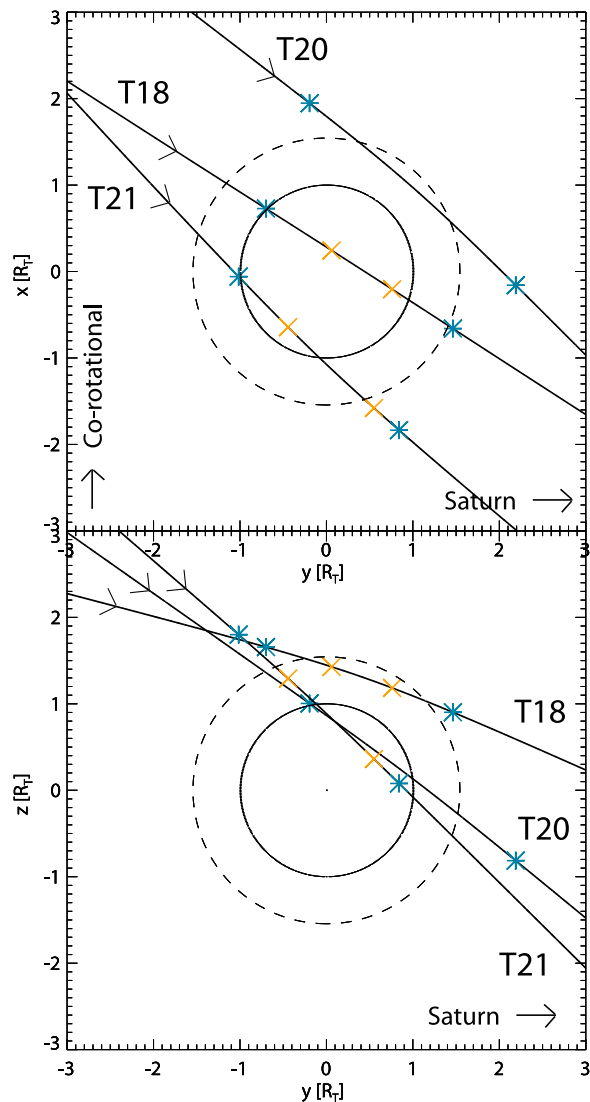 3
T20
2
T18
1
T21
0
x [R_T]
-1
Co-rotational
-2
Saturn
-3
-3 -2 -1 0 1 2 3
y [R_T]
3
2
1
T18
0
z [R_T]
T20
-1
T21
-2
Saturn
-3
-3 -2 -1 0 1 2 3
y [R_T]